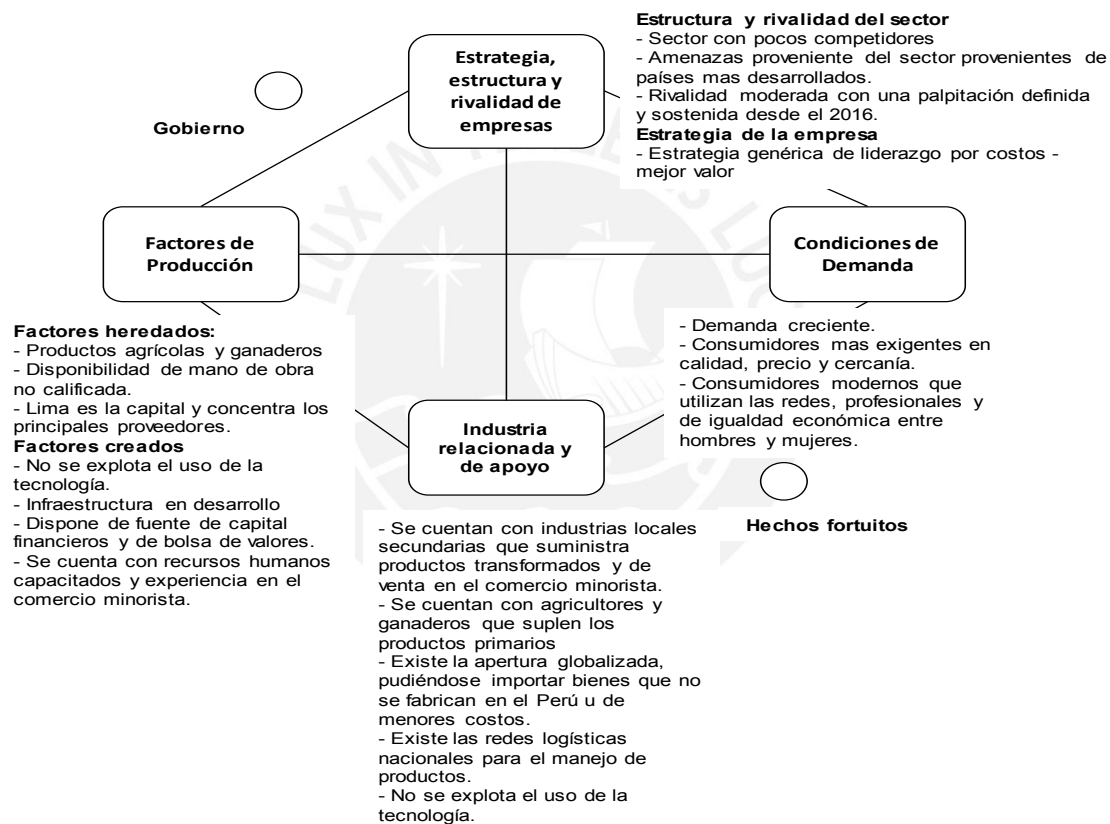 Estrategia,
estructura y
rivalidad de
empresas
Estructura y rivalidad del sector
- Sector con pocos competidores
- Amenazas proveniente del sector provenientes de
países mas desarrollados.
- Rivalidad moderada con una palpitación definida
y sostenida desde el 2016.
Estrategia de la empresa
- Estrategia genérica de liderazgo por costos -
mejor valor
Gobierno
Factores de
Producción
Condiciones de
Demanda
Factores heredados:
- Productos agrícolas y ganaderos
- Disponibilidad de mano de obra
no calificada.
- Lima es la capital y concentra los
principales proveedores.
Factores creados
- No se explota el uso de la
tecnología.
- Infraestructura en desarrollo
- Dispone de fuente de capital
financieros y de bolsa de valores.
- Se cuenta con recursos humanos
capacitados y experiencia en el
comercio minorista.
- Demanda creciente.
- Consumidores mas exigentes en
calidad, precio y cercanía.
- Consumidores modernos que
utilizan las redes, profesionales y
de igualdad económica entre
hombres y mujeres.
Industria
relacionada y
de apoyo
Hechos fortuitos
- Se cuentan con industrias locales
secundarias que suministra
productos transformados y de
venta en el comercio minorista.
- Se cuentan con agricultores y
ganaderos que suplen los
productos primarios
- Existe la apertura globalizada,
pudiéndose importar bienes que no
se fabrican en el Perú u de
menores costos.
- Existe las redes logísticas
nacionales para el manejo de
productos.
- No se explota el uso de la
tecnología.